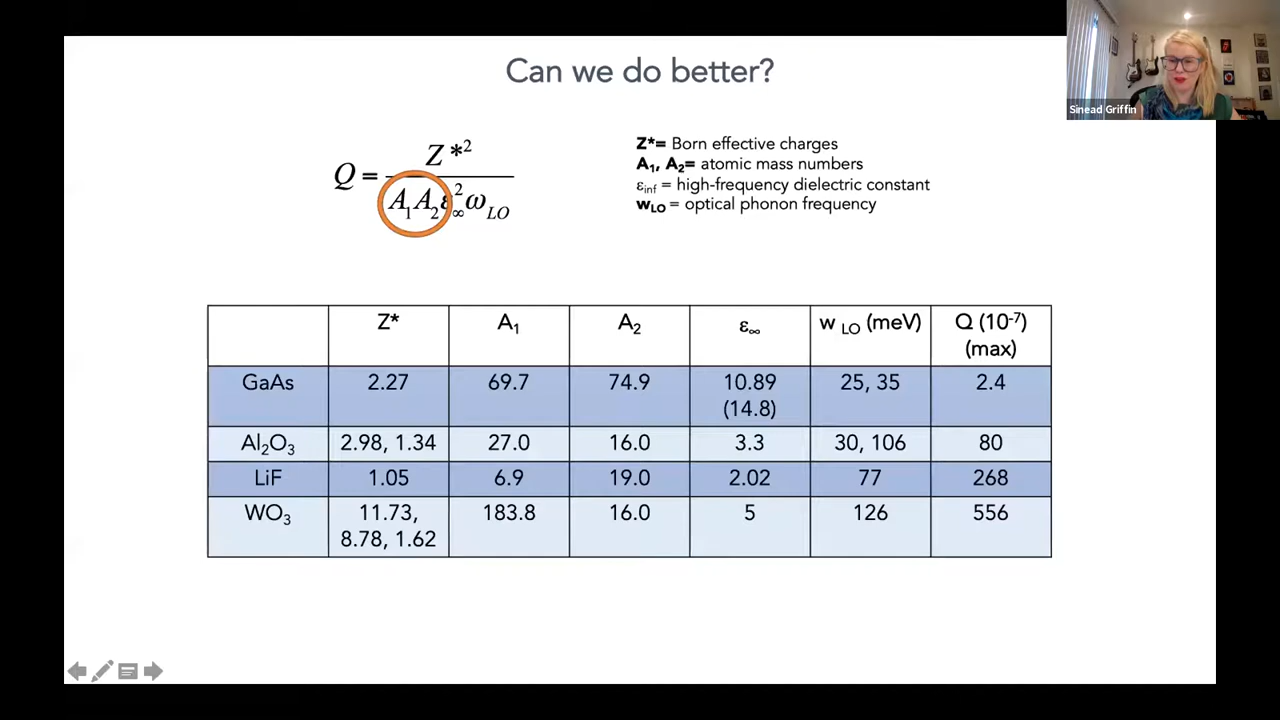 Can we do better?
Sinead Griffin
Q = Z*² / A₁A₂ε∞²ω_LO
Z*= Born effective charges
A₁, A₂= atomic mass numbers
ε_inf = high-frequency dielectric constant
w_LO = optical phonon frequency
Z* A₁ A₂ ε∞ w LO (meV) Q (10⁻⁷)
(max)
GaAs 2.27 69.7 74.9 10.89 25, 35 2.4
(14.8)
Al₂O₃ 2.98, 1.34 27.0 16.0 3.3 30, 106 80
LiF 1.05 6.9 19.0 2.02 77 268
WO₃ 11.73, 183.8 16.0 5 126 556
8.78, 1.62